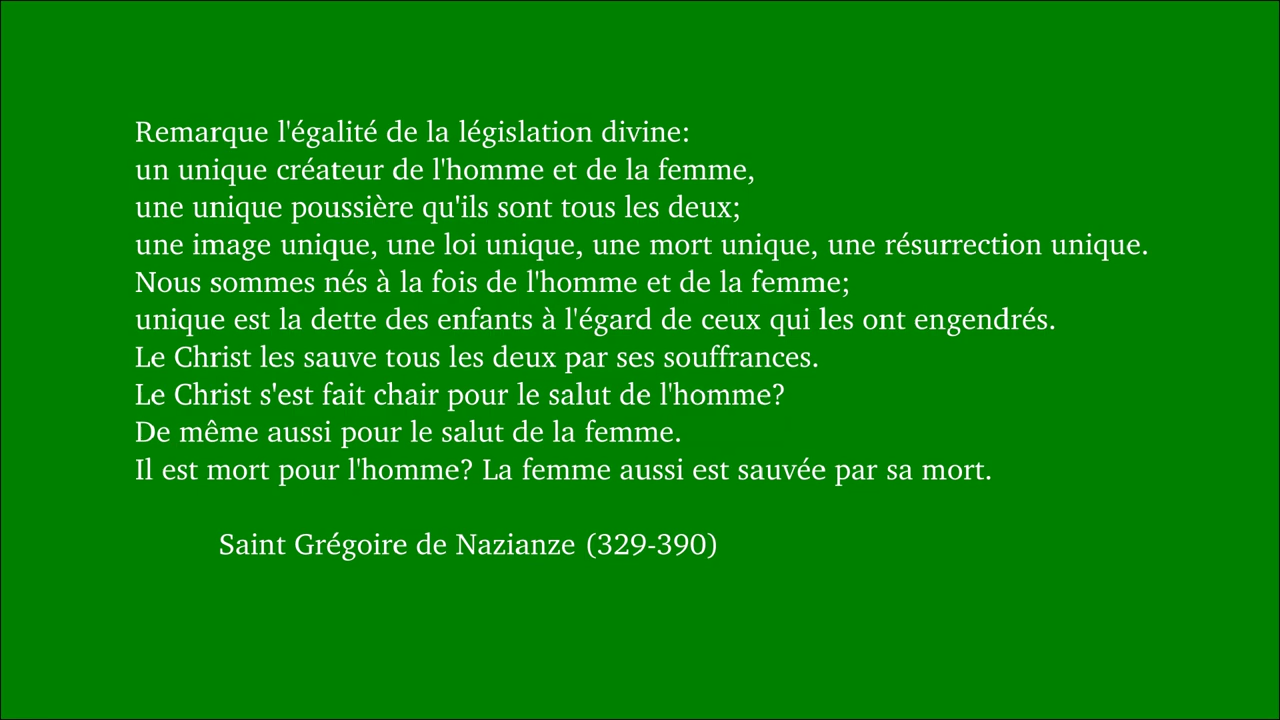 Remarque l'égalité de la législation divine:
un unique créateur de l'homme et de la femme,
une unique poussière qu'ils sont tous les deux;
une image unique, une loi unique, une mort unique, une résurrection unique.
Nous sommes nés à la fois de l'homme et de la femme;
unique est la dette des enfants à l'égard de ceux qui les ont engendrés.
Le Christ les sauve tous les deux par ses souffrances.
Le Christ s'est fait chair pour le salut de l'homme?
De même aussi pour le salut de la femme.
Il est mort pour l'homme? La femme aussi est sauvée par sa mort.
Saint Grégoire de Nazianze (329-390)